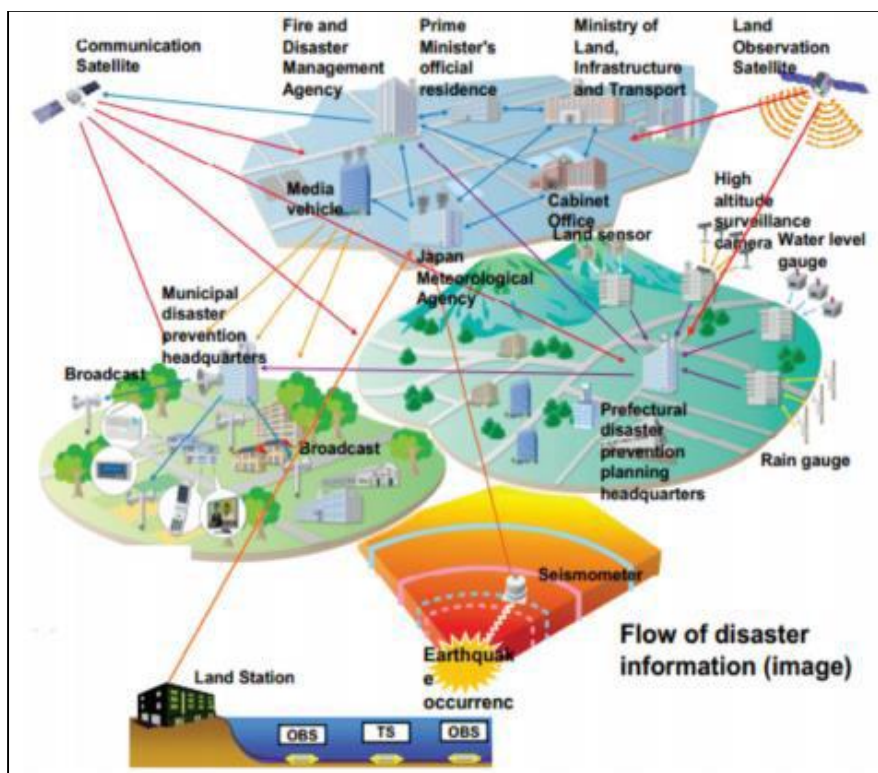 Communication
Satellite
Fire and
Disaster
Management
Agency
Prime
Minister's
official
residence
Ministry of
Land,
Infrastructure
and Transport
Land
Observation
Satellite
Media
vehicle
Cabinet
Office
Land sensor
High
altitude
surveillance
camera
Water level
gauge
Japan
Meteorological
Agency
Municipal
disaster
prevention
headquarters
Broadcast
Broadcast
Prefectural
disaster
prevention
planning
headquarters
Rain gauge
Seismometer
Earthquak
e
occurrenc
Flow of disaster
information (image)
Land Station
OBS
TS
OBS